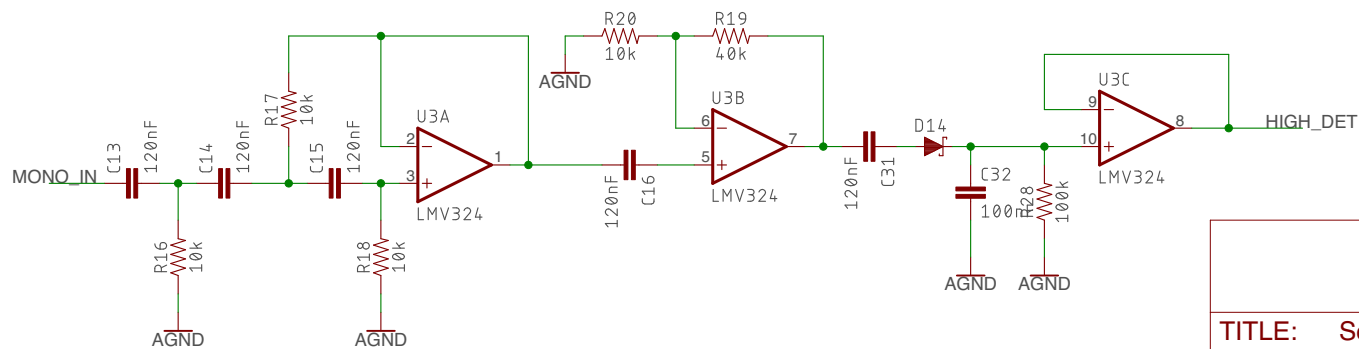 R20
10k
R19
40k
AGND
R17
10k
U3A
2
3
1
LMV324
MONO_IN
C13
120nF
C14
120nF
C15
120nF
R16
10k
R18
10k
AGND
AGND
120nF
C16
U3B
6
5
7
LMV324
120nF
C31
D14
C32
100nF
R28
100k
AGND
AGND
U3C
9
10
8
LMV324
HIGH_DET
TITLE: